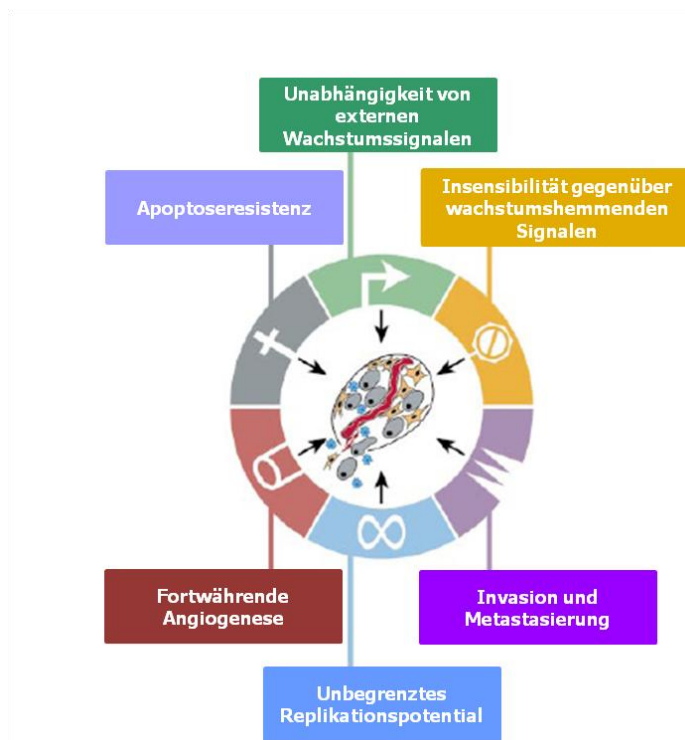 Unabhängigkeit von
externen
Wachstumssignalen
Apoptoseresistenz
Insensibilität gegenüber
wachstumshemmenden
Signalen
Fortwährende
Angiogenese
Invasion und
Metastasierung
Unbegrenztes
Replikationspotential